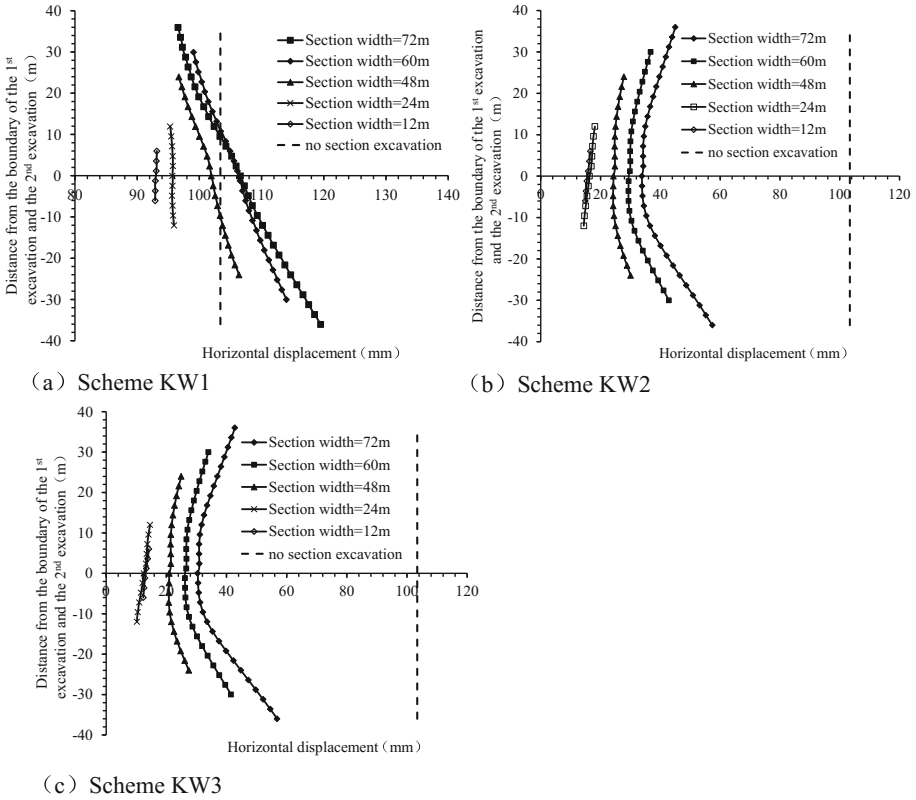 Distance from the boundary of the 1st
excavation and the 2nd excavation（m）
40
30
20
10
0
-10
-20
-30
-40
80
100
120
140
Section width=72m
Section width=60m
Section width=48m
Section width=24m
Section width=12m
no section excavation
Horizontal displacement（mm）
（a）Scheme KW1
Distance from the boundary of the 1st excavation
and the 2nd excavation（m）
40
30
20
10
0
-10
-20
-30
-40
0
20
40
60
80
100
120
Section width=72m
Section width=60m
Section width=48m
Section width=24m
Section width=12m
no section excavation
Horizontal displacement（mm）
（b）Scheme KW2
Distance from the boundary of the 1st
excavation and the 2nd excavation（m）
40
30
20
10
0
-10
-20
-30
-40
0
20
40
60
80
100
120
Section width=72m
Section width=60m
Section width=48m
Section width=24m
Section width=12m
no section excavation
Horizontal displacement（mm）
（c）Scheme KW3